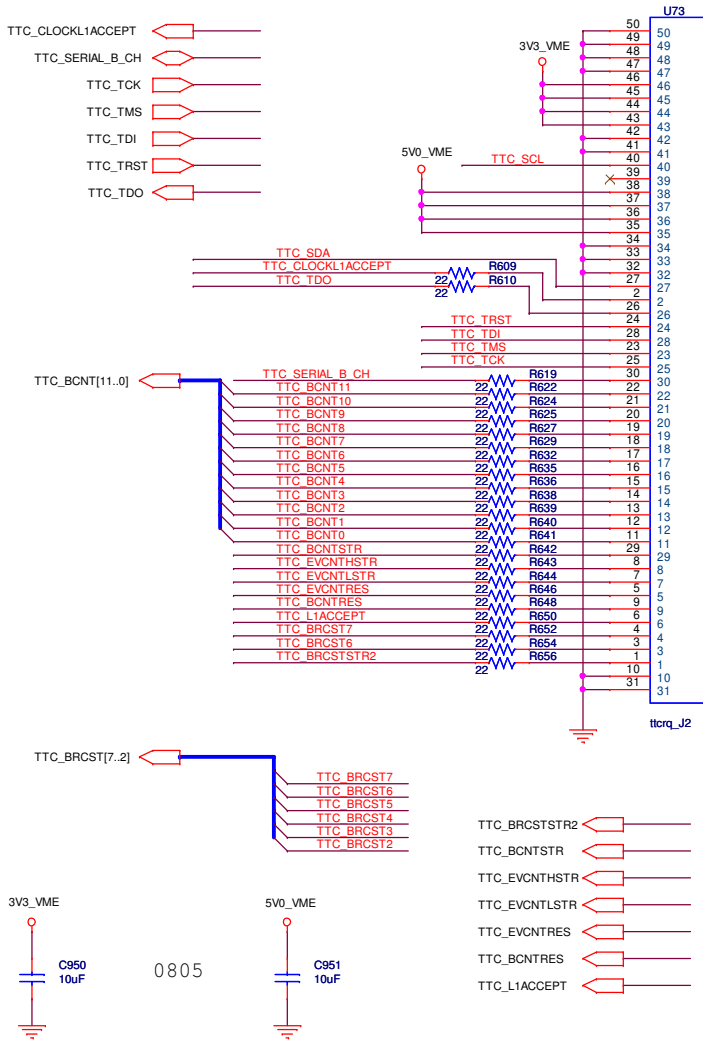 U73
TTC_CLOCKL1ACCEPT
TTC_SERIAL_B_CH
TTC_TCK
TTC_TMS
TTC_TDI
TTC_TRST
TTC_TDO
3V3_VME
5V0_VME
50 50
49 49
48 48
47 47
46 46
45 45
44 44
43 43
42 42
41 41
TTC_SCL 40 40
39 39
38 38
37 37
36 36
35 35
34 34
33 33
32 32
TTC_SDA 27 27
TTC_CLOCKL1ACCEPT 22 R609 2 2
TTC_TDO 22 R610 26 26
TTC_TRST 24 24
TTC_TDI 28 28
TTC_TMS 23 23
TTC_TCK 25 25
TTC_BCNT[11..0]
TTC_SERIAL_B_CH 22 R619 30 30
TTC_BCNT11 22 R622 22 22
TTC_BCNT10 22 R624 21 21
TTC_BCNT9 22 R625 20 20
TTC_BCNT8 22 R627 19 19
TTC_BCNT7 22 R629 18 18
TTC_BCNT6 22 R632 17 17
TTC_BCNT5 22 R635 16 16
TTC_BCNT4 22 R636 15 15
TTC_BCNT3 22 R638 14 14
TTC_BCNT2 22 R639 13 13
TTC_BCNT1 22 R640 12 12
TTC_BCNT0 22 R641 11 11
TTC_BCNTSTR 22 R642 29 29
TTC_EVCNTHSTR 22 R643 8 8
TTC_EVCNTLSTR 22 R644 7 7
TTC_EVCNTRES 22 R646 5 5
TTC_BCNTRES 22 R648 9 9
TTC_L1ACCEPT 22 R650 6 6
TTC_BRCST7 22 R652 4 4
TTC_BRCST6 22 R654 3 3
TTC_BRCSTSTR2 22 R656 1 1
10 10
31 31
ttcrq_J2
TTC_BRCST[7..2]
TTC_BRCST7
TTC_BRCST6
TTC_BRCST5
TTC_BRCST4
TTC_BRCST3
TTC_BRCST2
TTC_BRCSTSTR2
TTC_BCNTSTR
TTC_EVCNTHSTR
TTC_EVCNTLSTR
TTC_EVCNTRES
TTC_BCNTRES
TTC_L1ACCEPT
3V3_VME
C950
10uF
0805
5V0_VME
C951
10uF